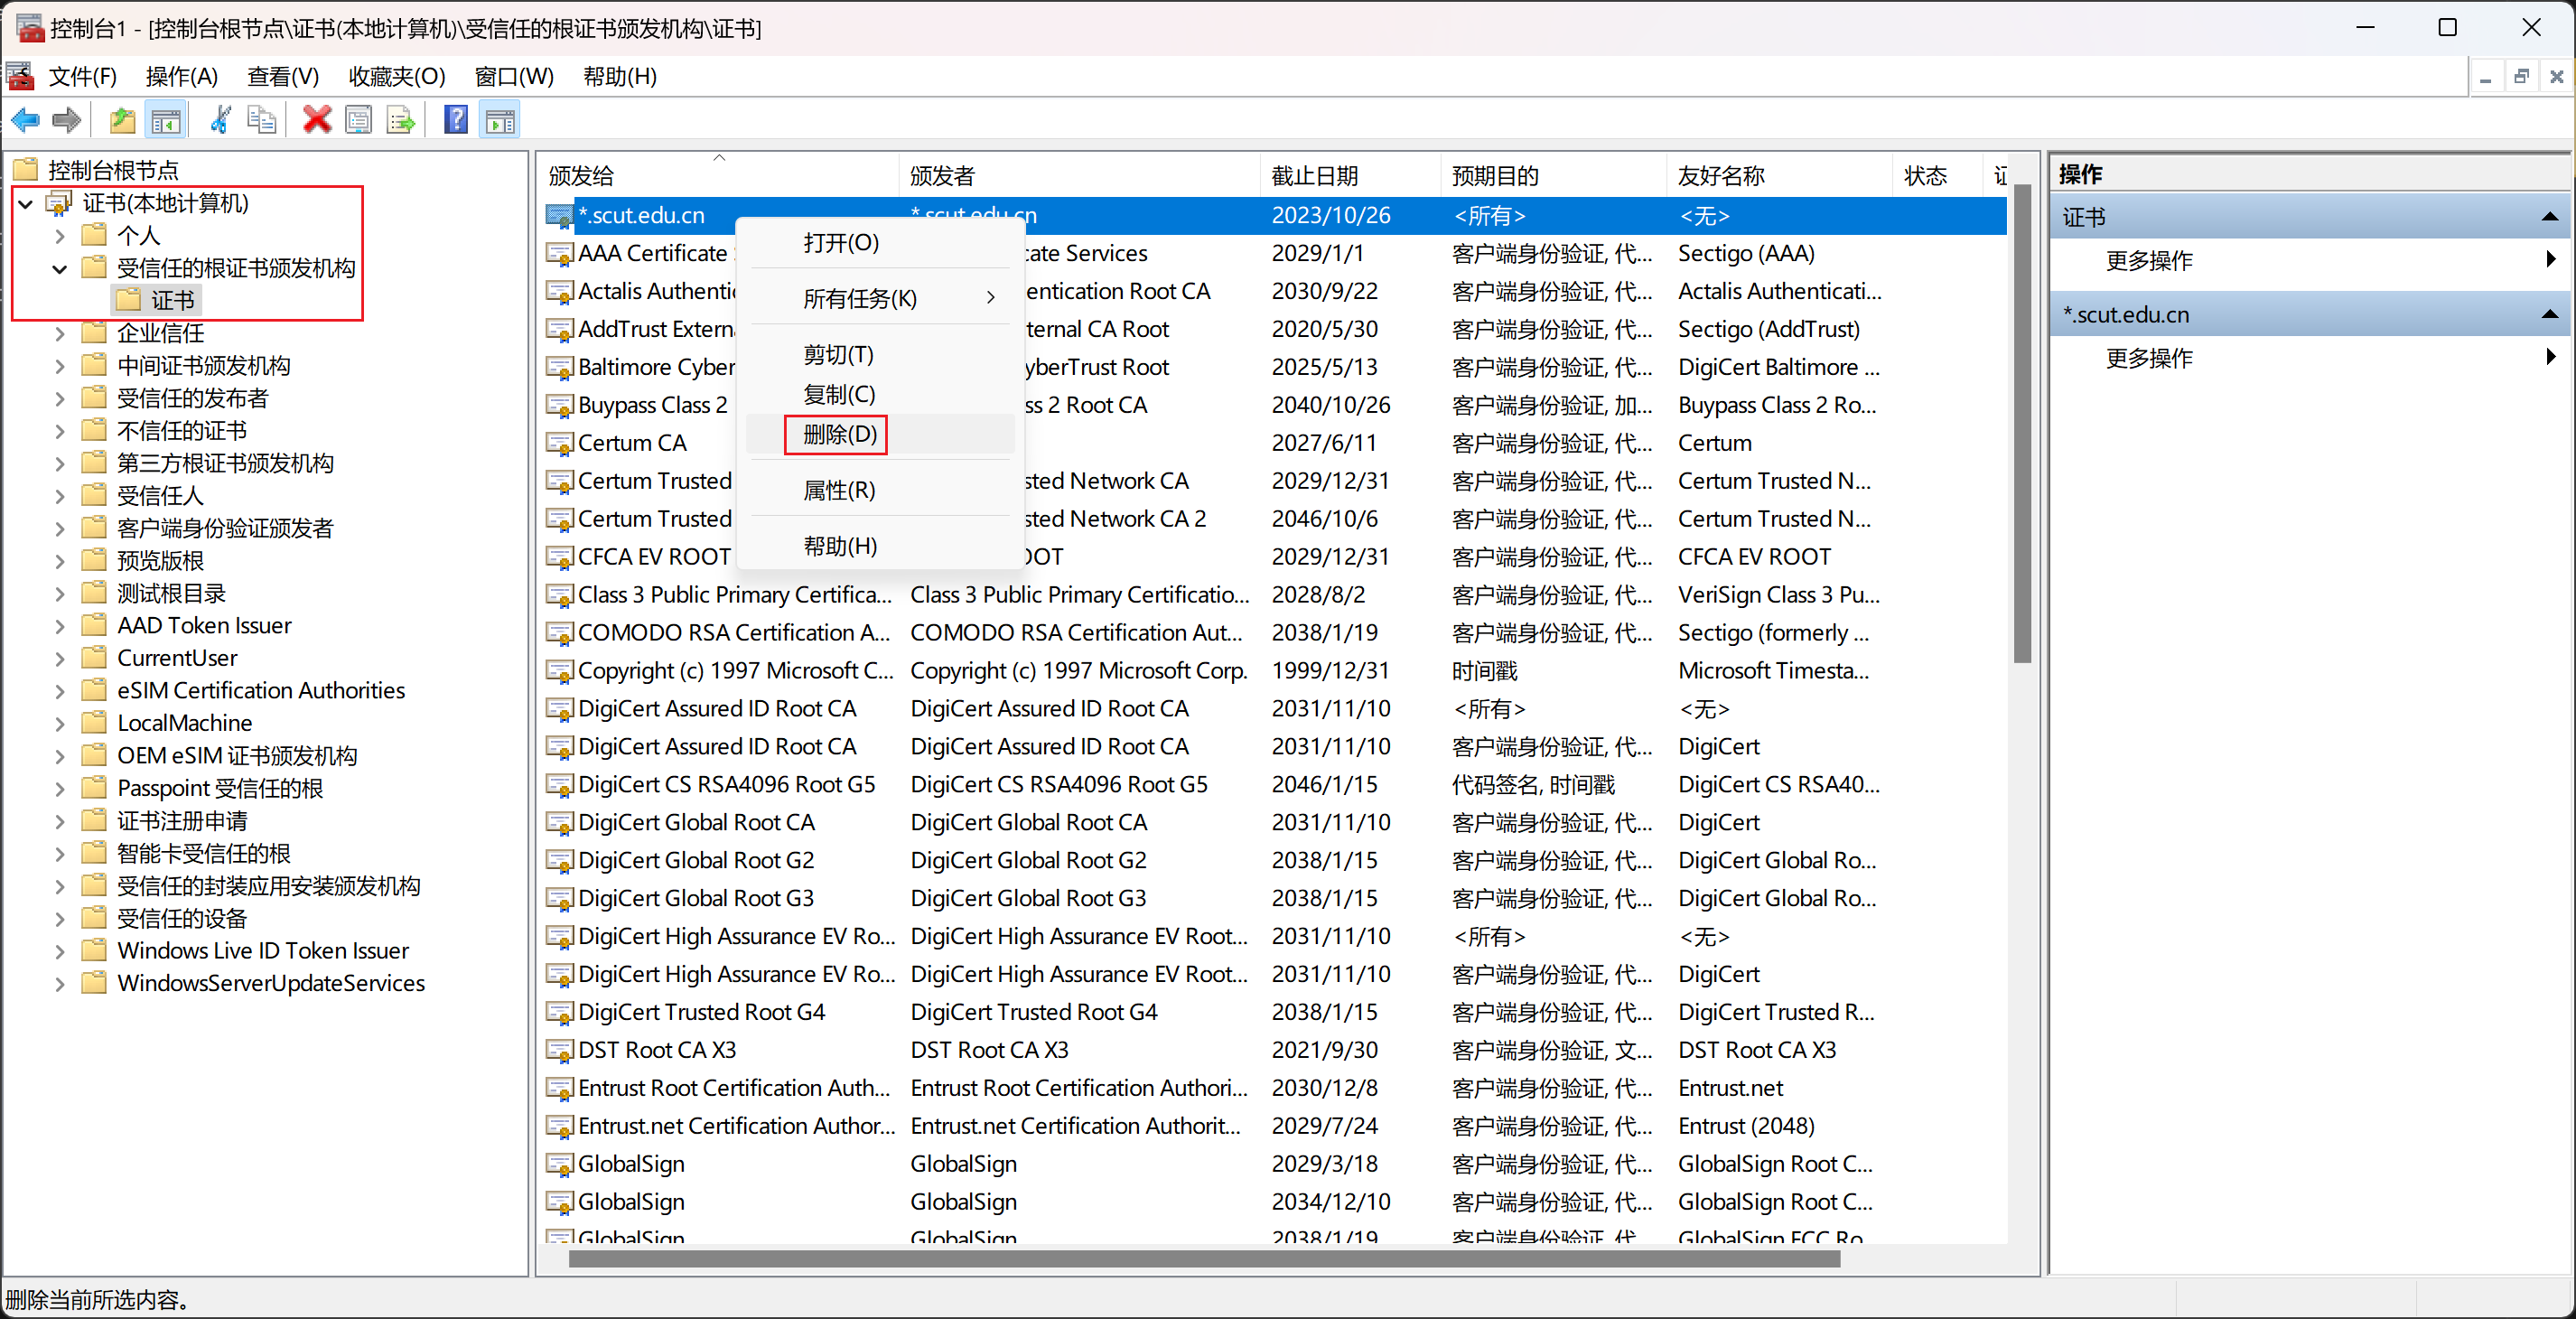 控制台1 - [控制台根节点\证书(本地计算机)\受信任的根证书颁发机构\证书]
文件(F) 操作(A) 查看(V) 收藏夹(O) 窗口(W) 帮助(H)
控制台根节点
证书(本地计算机)
个人
受信任的根证书颁发机构
证书
企业信任
中间证书颁发机构
受信任的发布者
不信任的证书
第三方根证书颁发机构
受信任人
客户端身份验证颁发者
预览版根
测试根目录
AAD Token Issuer
CurrentUser
eSIM Certification Authorities
LocalMachine
OEM eSIM 证书颁发机构
Passpoint 受信任的根
证书注册申请
智能卡受信任的根
受信任的封装应用安装颁发机构
受信任的设备
Windows Live ID Token Issuer
WindowsServerUpdateServices
颁发给 颁发者 截止日期 预期目的 友好名称 状态
*.scut.edu.cn *.scut.edu.cn 2023/10/26 <所有> <无>
AAA Certificate cate Services 2029/1/1 客户端身份验证, 代... Sectigo (AAA)
Actalis Authenti entication Root CA 2030/9/22 客户端身份验证, 代... Actalis Authenticati...
AddTrust Extern ternal CA Root 2020/5/30 客户端身份验证, 代... Sectigo (AddTrust)
Baltimore Cyber yberTrust Root 2025/5/13 客户端身份验证, 代... DigiCert Baltimore ...
Buypass Class 2 ss 2 Root CA 2040/10/26 客户端身份验证, 加... Buypass Class 2 Ro...
Certum CA 2027/6/11 客户端身份验证, 代... Certum
Certum Trusted sted Network CA 2029/12/31 客户端身份验证, 代... Certum Trusted N...
Certum Trusted sted Network CA 2 2046/10/6 客户端身份验证, 代... Certum Trusted N...
CFCA EV ROOT OOT 2029/12/31 客户端身份验证, 代... CFCA EV ROOT
Class 3 Public Primary Certifica... Class 3 Public Primary Certificatio... 2028/8/2 客户端身份验证, 代... VeriSign Class 3 Pu...
COMODO RSA Certification A... COMODO RSA Certification Aut... 2038/1/19 客户端身份验证, 代... Sectigo (formerly ...
Copyright (c) 1997 Microsoft C... Copyright (c) 1997 Microsoft Corp. 1999/12/31 时间戳 Microsoft Timesta...
DigiCert Assured ID Root CA DigiCert Assured ID Root CA 2031/11/10 <所有> <无>
DigiCert Assured ID Root CA DigiCert Assured ID Root CA 2031/11/10 客户端身份验证, 代... DigiCert
DigiCert CS RSA4096 Root G5 DigiCert CS RSA4096 Root G5 2046/1/15 代码签名, 时间戳 DigiCert CS RSA40...
DigiCert Global Root CA DigiCert Global Root CA 2031/11/10 客户端身份验证, 代... DigiCert
DigiCert Global Root G2 DigiCert Global Root G2 2038/1/15 客户端身份验证, 代... DigiCert Global Ro...
DigiCert Global Root G3 DigiCert Global Root G3 2038/1/15 客户端身份验证, 代... DigiCert Global Ro...
DigiCert High Assurance EV Ro... DigiCert High Assurance EV Root... 2031/11/10 <所有> <无>
DigiCert High Assurance EV Ro... DigiCert High Assurance EV Root... 2031/11/10 客户端身份验证, 代... DigiCert
DigiCert Trusted Root G4 DigiCert Trusted Root G4 2038/1/15 客户端身份验证, 代... DigiCert Trusted R...
DST Root CA X3 DST Root CA X3 2021/9/30 客户端身份验证, 文... DST Root CA X3
Entrust Root Certification Auth... Entrust Root Certification Authori... 2030/12/8 客户端身份验证, 代... Entrust.net
Entrust.net Certification Author... Entrust.net Certification Authorit... 2029/7/24 客户端身份验证, 代... Entrust (2048)
GlobalSign GlobalSign 2029/3/18 客户端身份验证, 代... GlobalSign Root C...
GlobalSign GlobalSign 2034/12/10 客户端身份验证, 代... GlobalSign Root C...
GlobalSign GlobalSign 2038/1/19 客户端身份验证, 代... GlobalSign ECC Ro...
打开(O)
所有任务(K)
剪切(T)
复制(C)
删除(D)
属性(R)
帮助(H)
操作
证书
更多操作
*.scut.edu.cn
更多操作
删除当前所选内容。